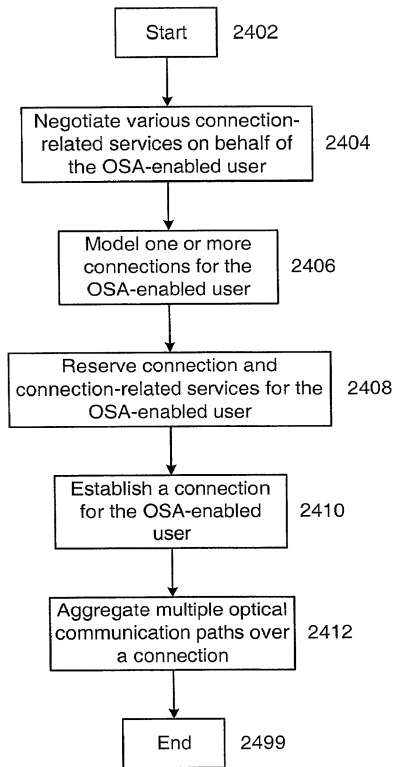 Start 2402
Negotiate various connection-
related services on behalf of
the OSA-enabled user
2404
Model one or more
connections for the
OSA-enabled user
2406
Reserve connection and
connection-related services for the
OSA-enabled user
2408
Establish a connection
for the OSA-enabled
user
2410
Aggregate multiple optical
communication paths over
a connection
2412
End 2499